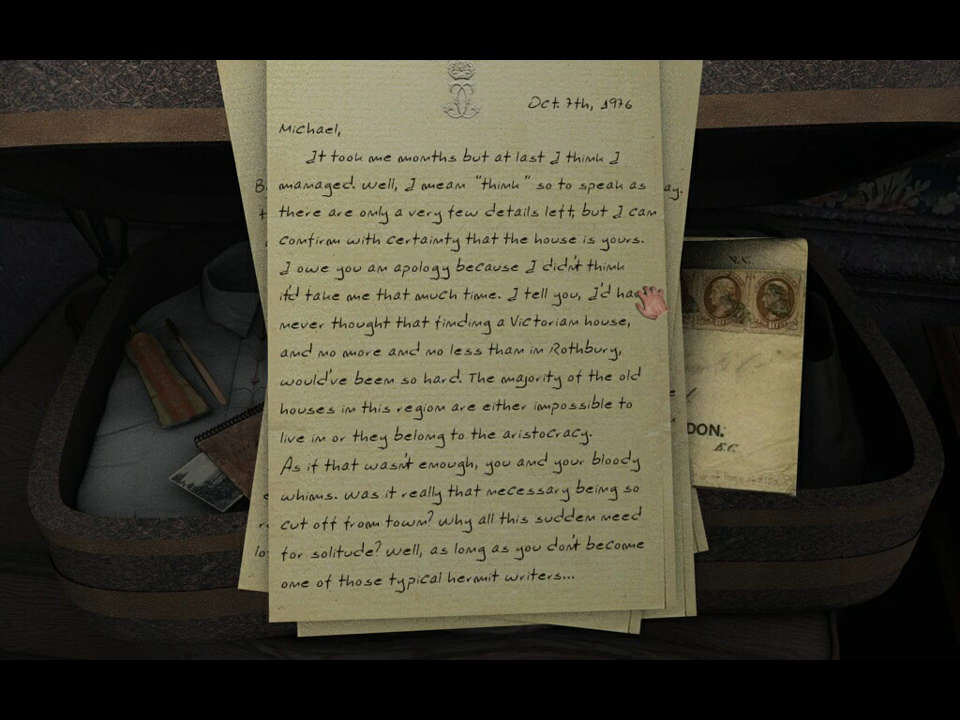 Oct. 7th, 1976
Michael,
It took me months but at last I think I
managed. Well, I mean "think" so to speak as
there are only a very few details left, but I can
confirm with certainty that the house is yours.
I owe you an apology because I didn't think
it'd take me that much time. I tell you, I'd
never thought that finding a Victorian house,
and no more and no less than in Rothbury,
would've been so hard. The majority of the old
houses in this region are either impossible to
live in or they belong to the aristocracy.
As if that wasn't enough, you and your bloody
whims. Was it really that necessary being so
cut off from town? Why all this sudden need
for solitude? Well, as long as you don't become
one of those typical hermit writers...
ay.
DON.
E.C.